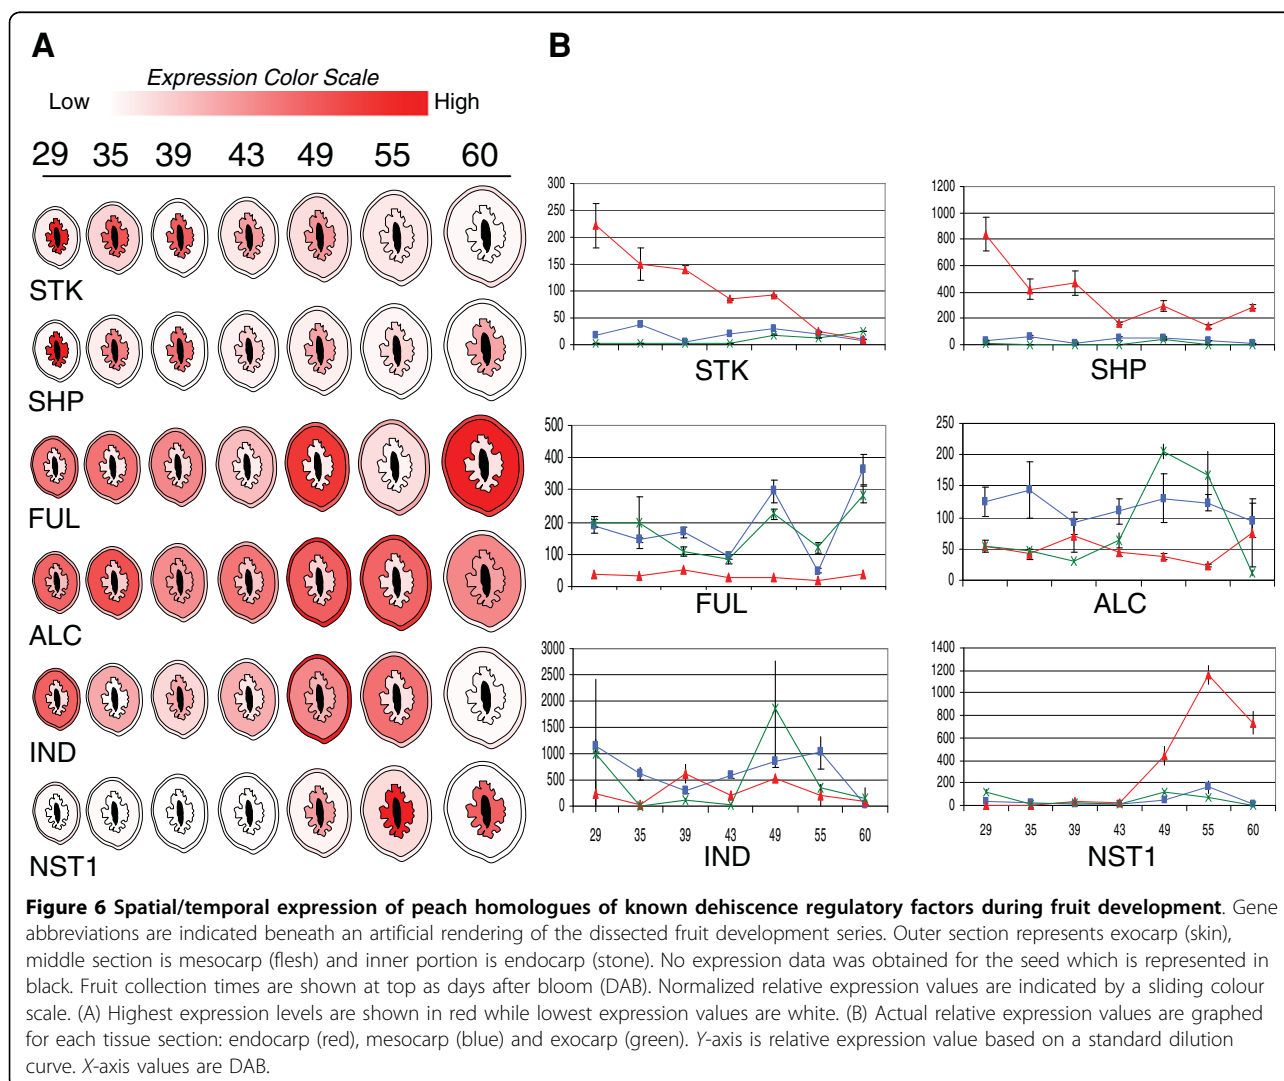 A
B
Expression Color Scale
Low High
29 35 39 43 49 55 60
STK
SHP
FUL
ALC
IND
NST1
300
250
200
150
100
50
0
STK
1200
1000
800
600
400
200
0
SHP
500
400
300
200
100
0
FUL
250
200
150
100
50
0
ALC
3000
2500
2000
1500
1000
500
0
29 35 39 43 49 55 60
IND
1400
1200
1000
800
600
400
200
0
29 35 39 43 49 55 60
NST1
Figure 6 Spatial/temporal expression of peach homologues of known dehiscence regulatory factors during fruit development. Gene
abbreviations are indicated beneath an artificial rendering of the dissected fruit development series. Outer section represents exocarp (skin),
middle section is mesocarp (flesh) and inner portion is endocarp (stone). No expression data was obtained for the seed which is represented in
black. Fruit collection times are shown at top as days after bloom (DAB). Normalized relative expression values are indicated by a sliding colour
scale. (A) Highest expression levels are shown in red while lowest expression values are white. (B) Actual relative expression values are graphed
for each tissue section: endocarp (red), mesocarp (blue) and exocarp (green). Y-axis is relative expression value based on a standard dilution
curve. X-axis values are DAB.